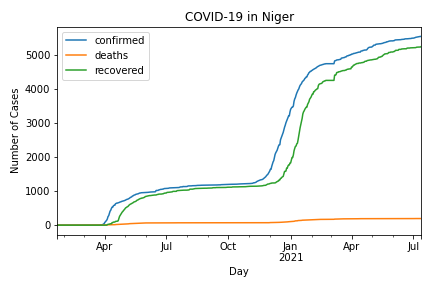 COVID-19 in Niger
confirmed
deaths
recovered
Number of Cases
5000
4000
3000
2000
1000
0
Apr
Jul
Oct
Jan
2021
Apr
Jul
Day